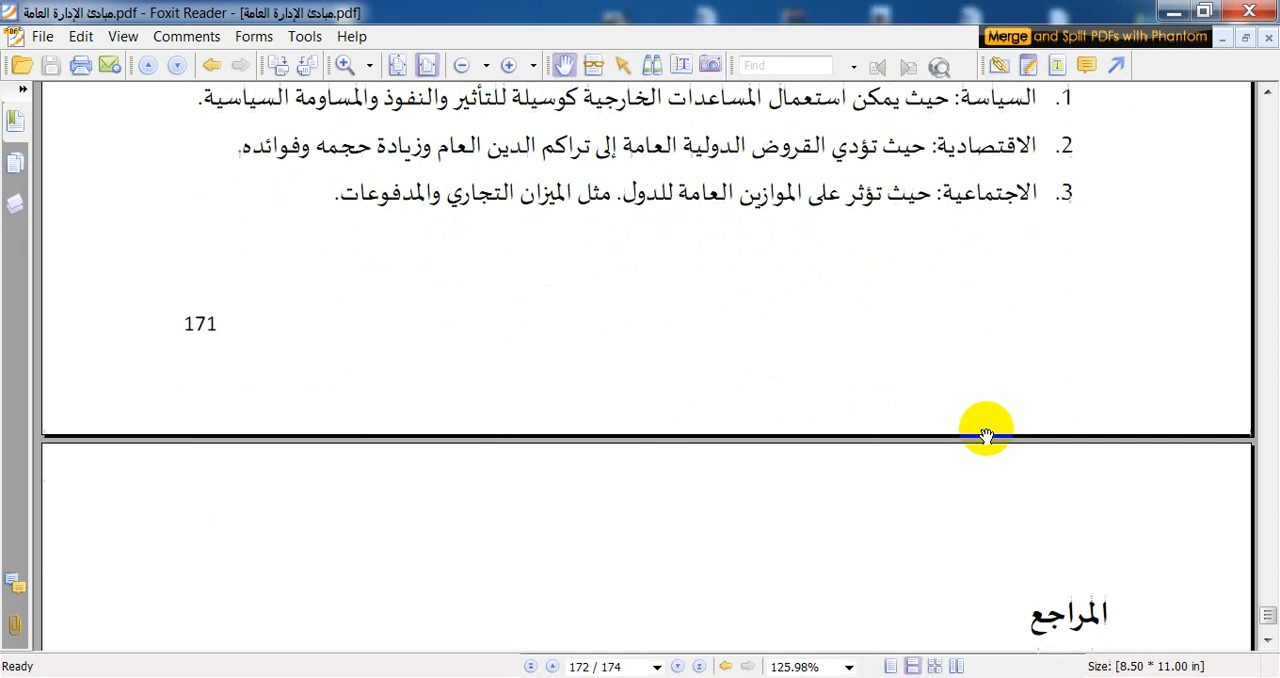 مبادئ الإدارة العامة.pdf - Foxit Reader - [مبادئ الإدارة العامة.pdf]
File Edit View Comments Forms Tools Help
Merge and Split PDFs with Phantom
Find
1. السياسة: حيث يمكن استعمال المساعدات الخارجية كوسيلة للتأثير والنفوذ والمساومة السياسية.
2. الاقتصادية: حيث تؤدي القروض الدولية العامة إلى تراكم الدين العام وزيادة حجمه وفوائده.
3. الاجتماعية: حيث تؤثر على الموازين العامة للدول. مثل الميزان التجاري والمدفوعات.
171
المراجع
Ready 172 / 174 125.98% Size: [8.50 * 11.00 in]